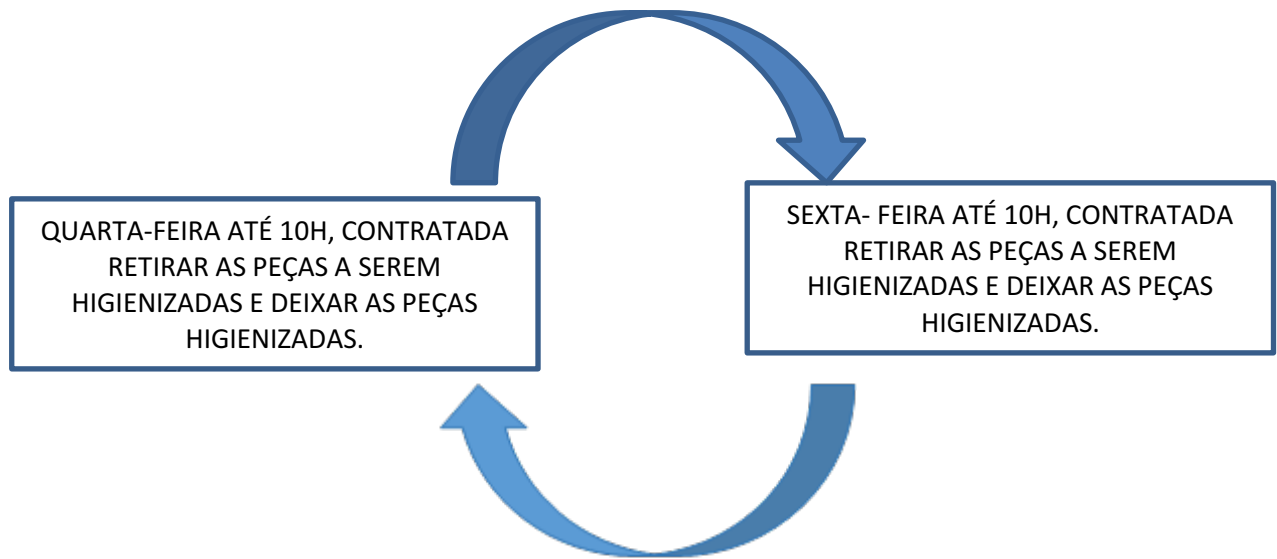 QUARTA-FEIRA ATÉ 10H, CONTRATADA
RETIRAR AS PEÇAS A SEREM
HIGIENIZADAS E DEIXAR AS PEÇAS
HIGIENIZADAS.
SEXTA- FEIRA ATÉ 10H, CONTRATADA
RETIRAR AS PEÇAS A SEREM
HIGIENIZADAS E DEIXAR AS PEÇAS
HIGIENIZADAS.